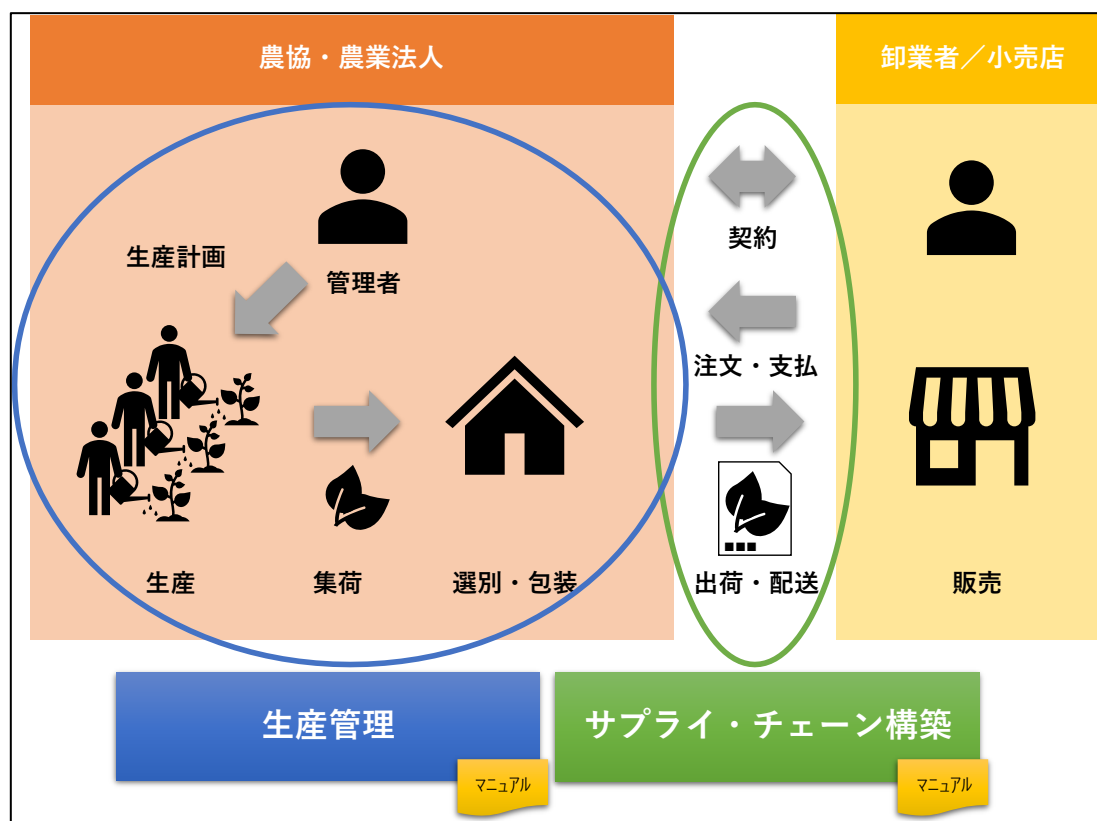 農協・農業法人
卸業者／小売店
管理者
生産計画
契約
注文・支払
生産
集荷
選別・包装
出荷・配送
販売
生産管理
マニュアル
サプライ・チェーン構築
マニュアル